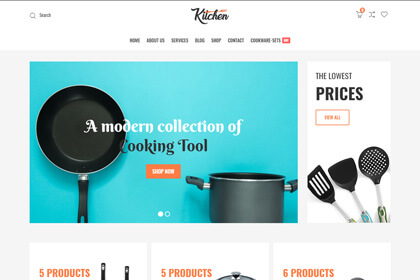 Search
Kitchen
0
HOME ABOUT US SERVICES BLOG SHOP CONTACT COOKWARE-SETS
A modern collection of
Cooking Tool
SHOP NOW
THE LOWEST
PRICES
VIEW ALL
5 PRODUCTS
5 PRODUCTS
6 PRODUCTS